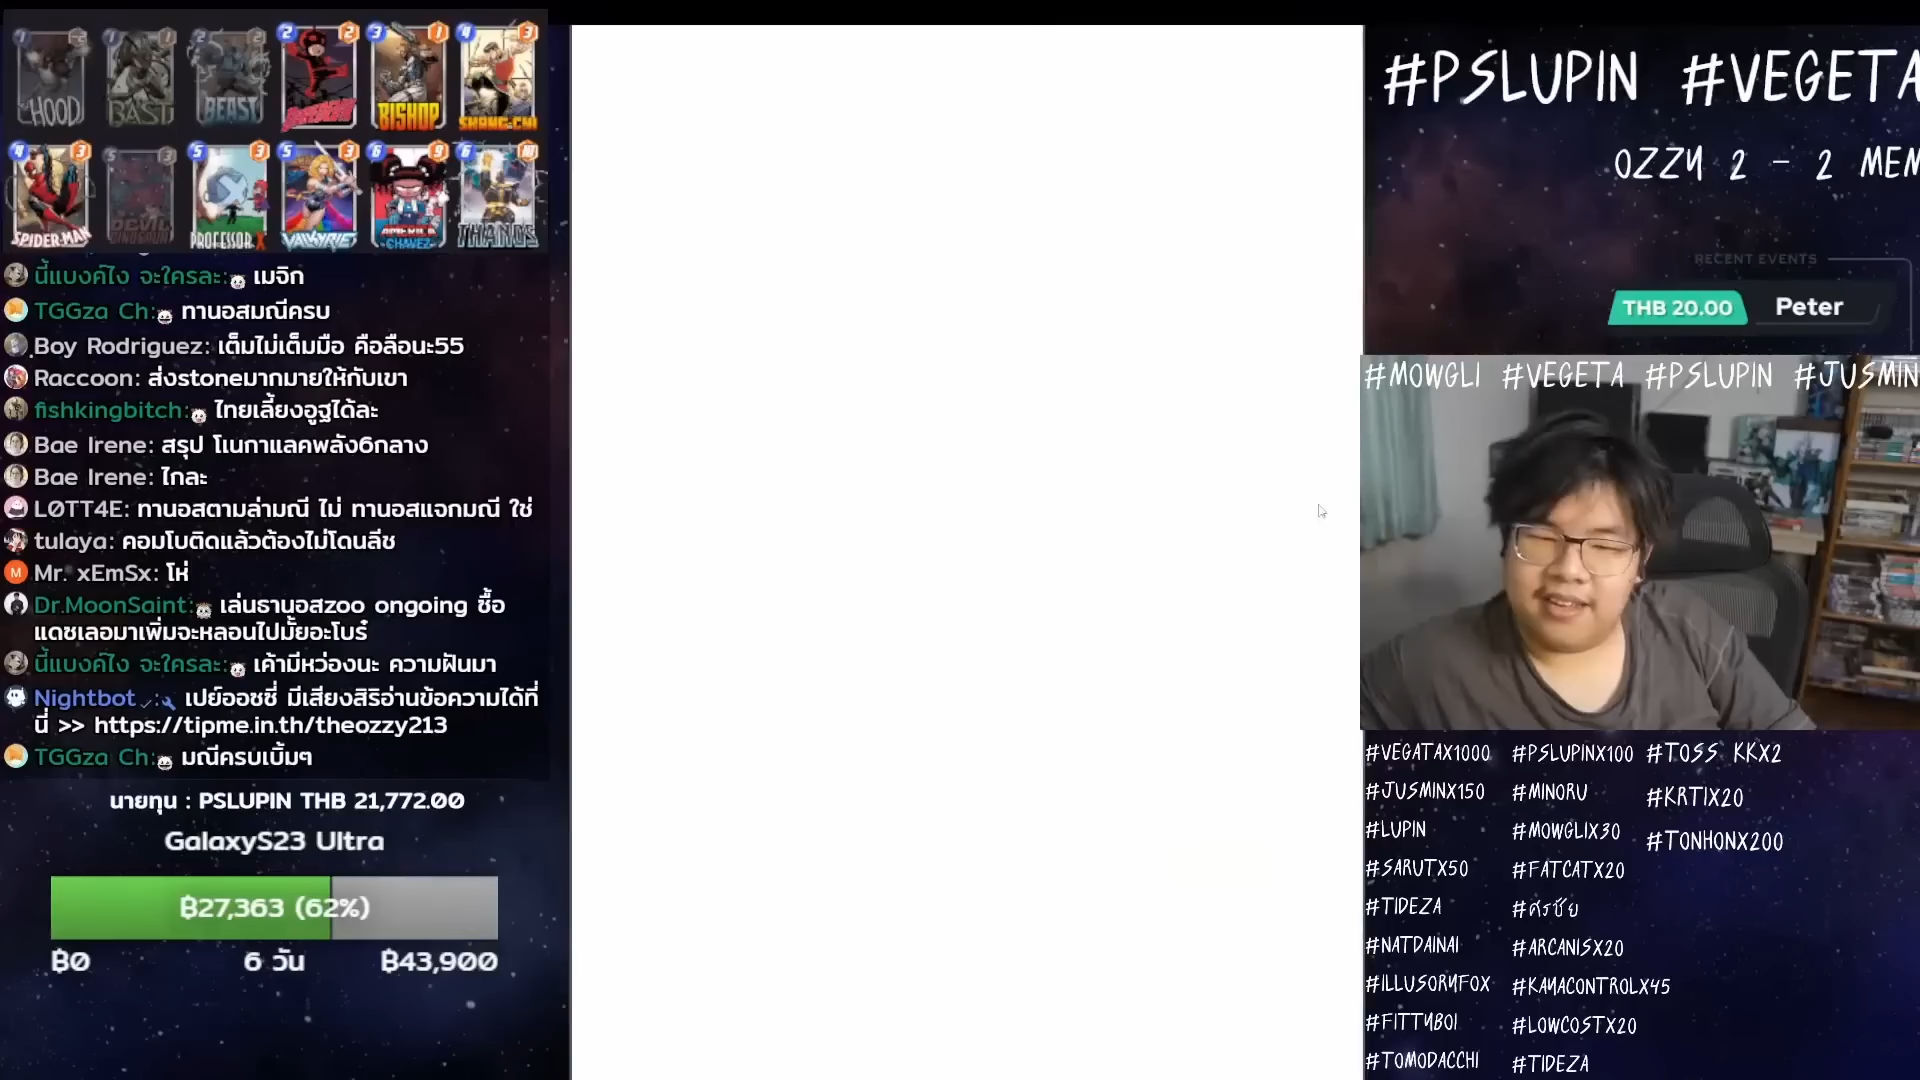 HOOD
BAST
BEAST
BISHOP
SHANG-CHI
SPIDER-MAN
DEVIL
DINOSAUR
PROFESSOR X
VALKYRIE
AMERICA
CHAVEZ
THANOS
นี้แบงค์ไง จะใครละ: เมจิก
TGGza Ch: ทานอสมณีครบ
Boy Rodriguez: เต็มไม่เต็มมือ คือลือนะ55
Raccoon: ส่งstoneมากมายให้กับเขา
fishkingbitch: ไทยเลี้ยงอูฐได้ละ
Bae Irene: สรุป โนกาแลคพลัง6กลาง
Bae Irene: ไกละ
LØTT4E: ทานอสตามล่ามณี ไม่ ทานอสแจกมณี ใช่
tulaya: คอมโบติดแล้วต้องไม่โดนลีช
M Mr. xEmSx: โห่
Dr.MoonSaint: เล่นธานอสzoo ongoing ซื้อ
แดซเลอมาเพิ่มจะหลอนไปมั้ยอะโบร์
นี้แบงค์ไง จะใครละ: เค้ามีหว่องนะ ความฝันมา
Nightbot: เปย์ออซซี่ มีเสียงสิริอ่านข้อความได้ที่
นี่ >> https://tipme.in.th/theozzy213
TGGza Ch: มณีครบเบิ้มๆ
นายทุน : PSLUPIN THB 21,772.00
GalaxyS23 Ultra
฿27,363 (62%)
฿0 6 วัน ฿43,900
#PSLUPIN #VEGETA
OZZY 2 - 2 MEM
RECENT EVENTS
THB 20.00 Peter
#MOWGLI #VEGETA #PSLUPIN #JUSMIN
#VEGATAX1000 #PSLUPINX100 #TOSS KKX2
#JUSMINX150 #MINORU #KRTIX20
#LUPIN #MOWGLIX30 #TONHONX200
#SARUTX50 #FATCATX20
#TIDEZA #ศรชัย
#NATDAINAI #ARCANISX20
#ILLUSORYFOX #KAYACONTROLX45
#FITTYBOI #LOWCOSTX20
#TOMODACCHI #TIDEZA